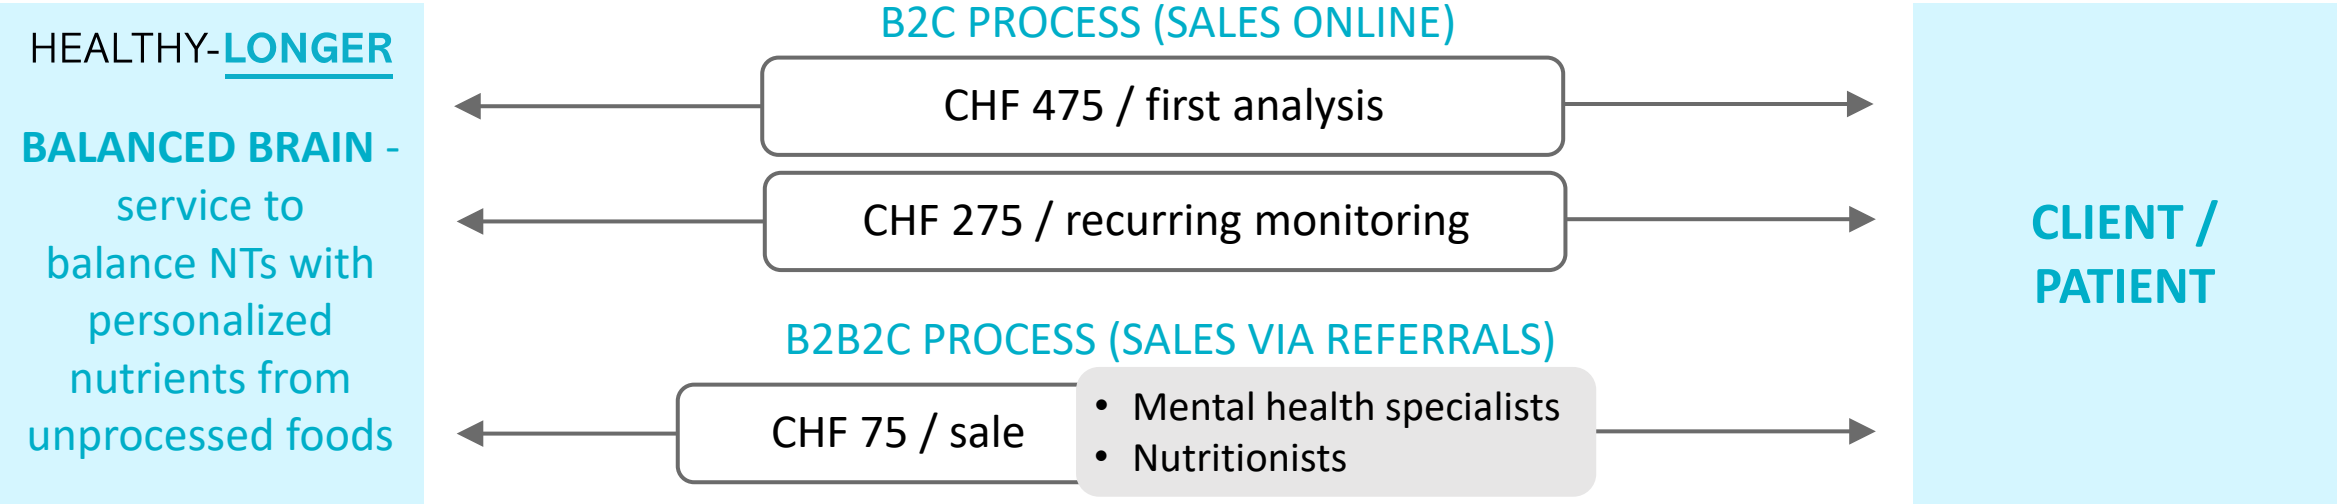 HEALTHY-LONGER
BALANCED BRAIN -
service to
balance NTs with
personalized
nutrients from
unprocessed foods
B2C PROCESS (SALES ONLINE)
CHF 475 / first analysis
CHF 275 / recurring monitoring
B2B2C PROCESS (SALES VIA REFERRALS)
CHF 75 / sale
• Mental health specialists
• Nutritionists
CLIENT /
PATIENT